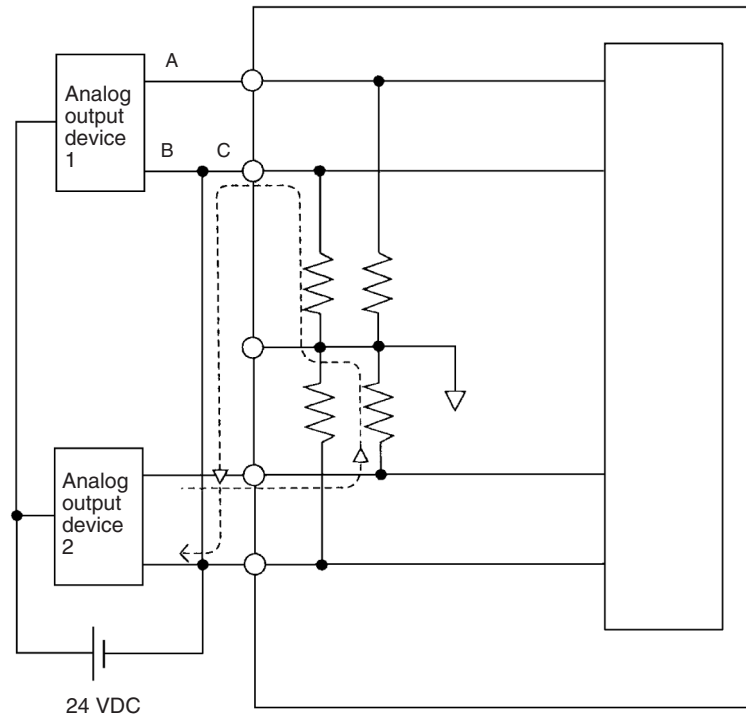 A
Analog
output
device
1
B
C
Analog
output
device
2
24 VDC